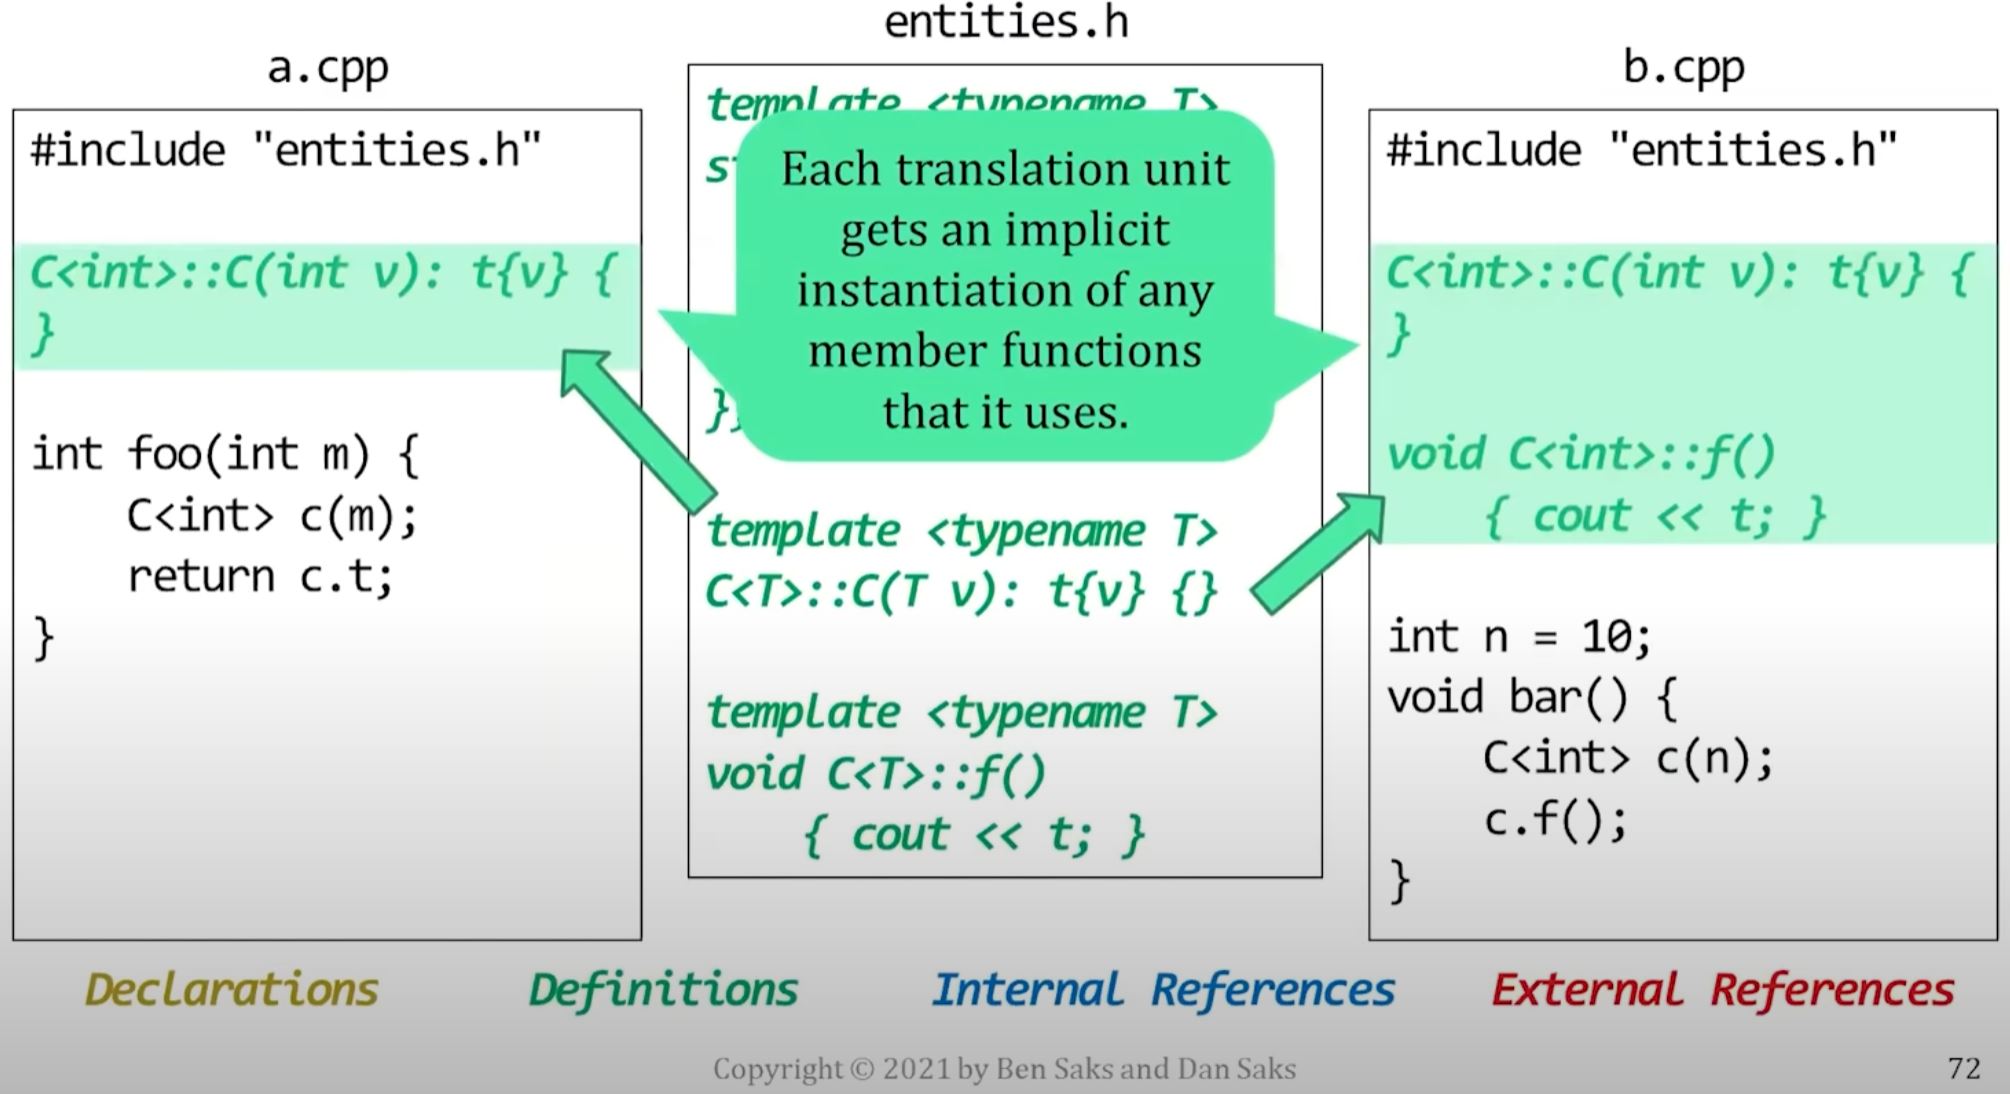 entities.h
a.cpp
b.cpp
#include "entities.h"
C<int>::C(int v): t{v} {
}
int foo(int m) {
    C<int> c(m);
    return c.t;
}
template <typename T>
s
};
template <typename T>
C<T>::C(T v): t{v} {}
template <typename T>
void C<T>::f()
    { cout << t; }
Each translation unit
gets an implicit
instantiation of any
member functions
that it uses.
#include "entities.h"
C<int>::C(int v): t{v} {
}
void C<int>::f()
    { cout << t; }
int n = 10;
void bar() {
    C<int> c(n);
    c.f();
}
Declarations
Definitions
Internal References
External References
Copyright © 2021 by Ben Saks and Dan Saks
72